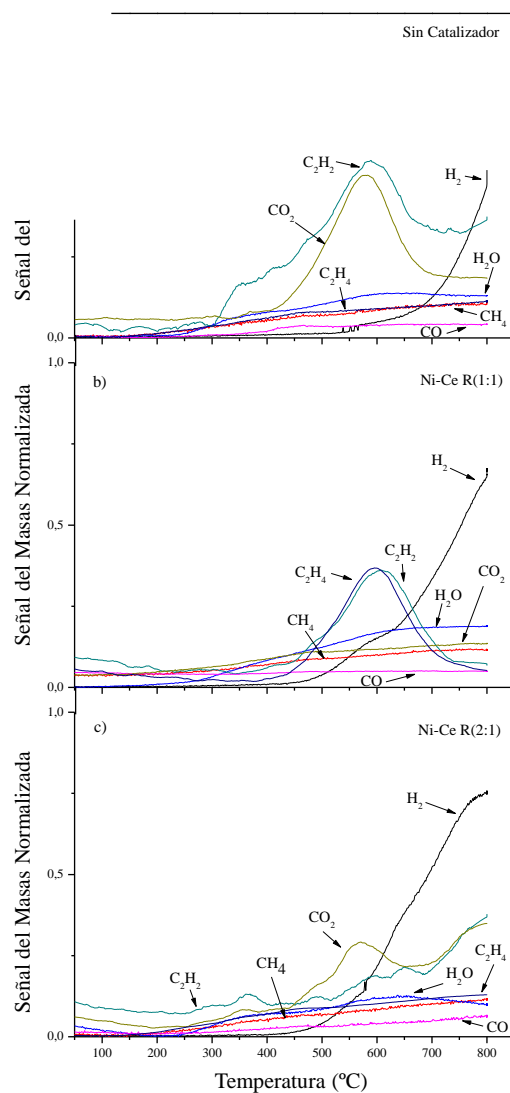 Sin Catalizador
C₂H₂
H₂
CO₂
C₂H₄
H₂O
CH₄
CO
0,0
Señal del
1,0
b)
Ni-Ce R(1:1)
H₂
C₂H₂
C₂H₄
CO₂
H₂O
CH₄
CO
0,5
0,0
Señal del Masas Normalizada
1,0
c)
Ni-Ce R(2:1)
H₂
CO₂
C₂H₂
CH4
H₂O
C₂H₄
CO
0,5
0,0
Señal del Masas Normalizada
100 200 300 400 500 600 700 800
Temperatura (ºC)